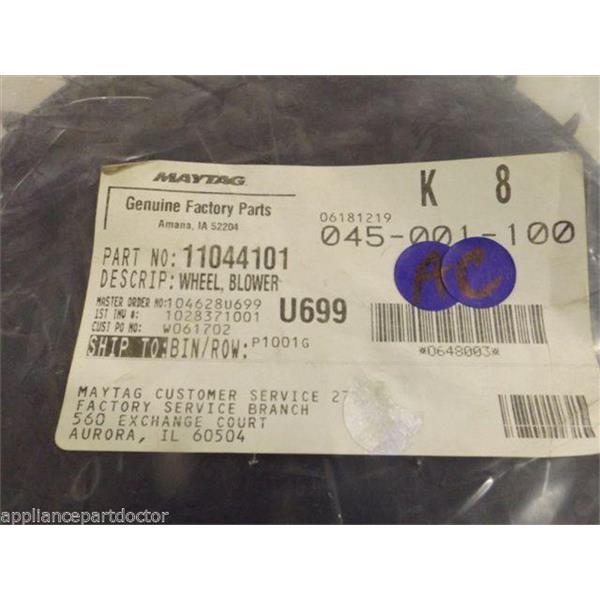 MAYTAG
Genuine Factory Parts
Amana, IA 52204
K 8
06181219
045-001-100
AC
PART NO: 11044101
DESCRIP: WHEEL, BLOWER
MASTER ORDER NO: 104628U699
1ST INV #: 1028371001
U699
CUST PO NO: W061702
SHIP TO: BIN/ROW: P1001G
*0648003*
MAYTAG CUSTOMER SERVICE 27
FACTORY SERVICE BRANCH
560 EXCHANGE COURT
AURORA, IL 60504
appliancepartdoctor